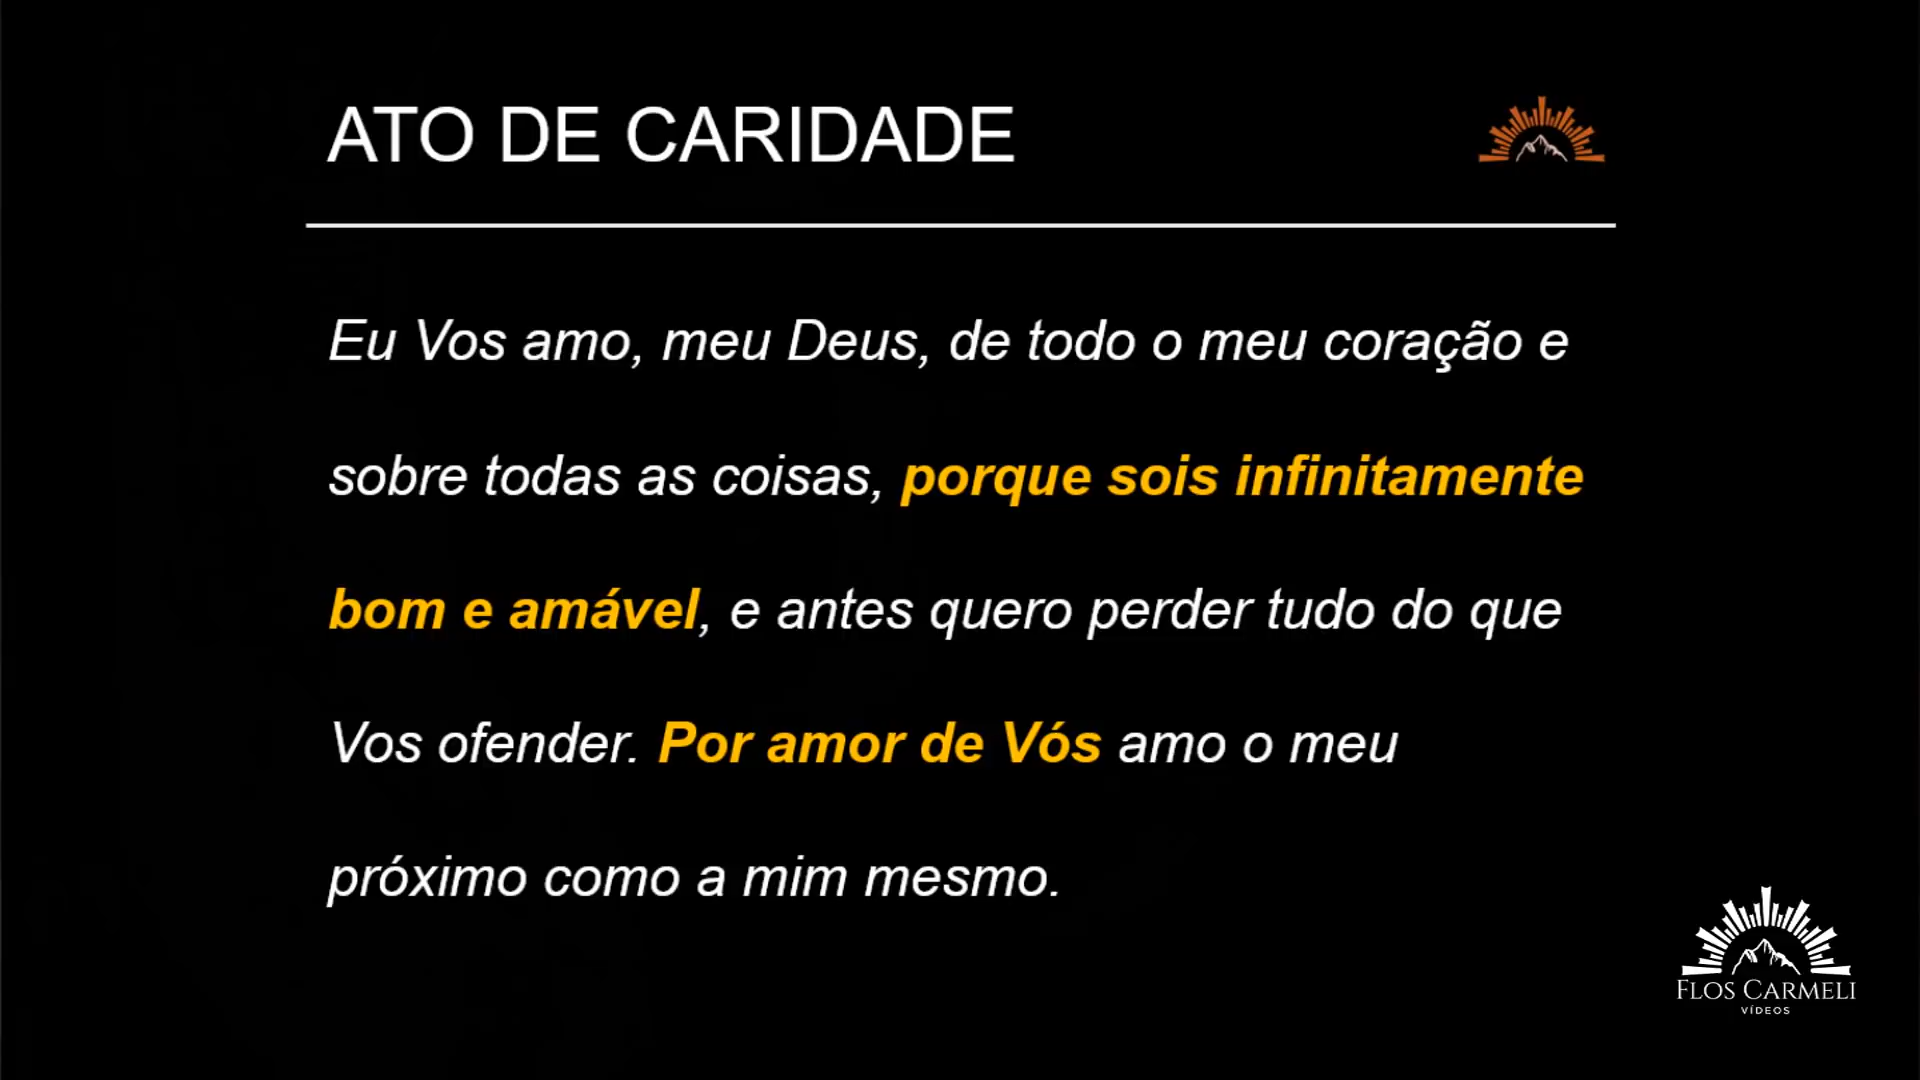 ATO DE CARIDADE
Eu Vos amo, meu Deus, de todo o meu coração e
sobre todas as coisas, porque sois infinitamente
bom e amável, e antes quero perder tudo do que
Vos ofender. Por amor de Vós amo o meu
próximo como a mim mesmo.
FLOS CARMELI
VÍDEOS